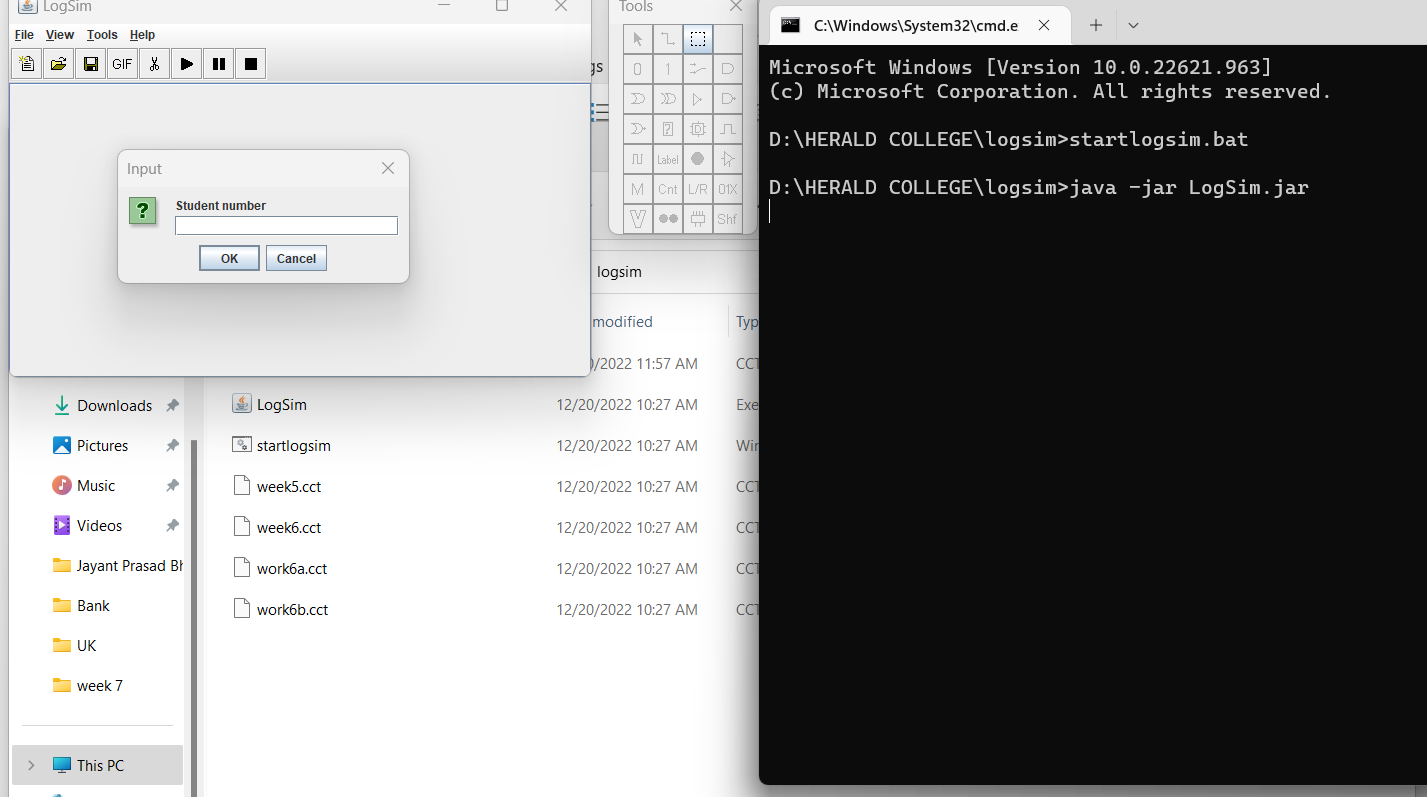 LogSim
File View Tools Help
GIF
Input
Student number
OK Cancel
Tools
0 1
Label
M Cnt L/R 01X
Shf
gs
logsim
modified Typ
/2022 11:57 AM CCT
LogSim 12/20/2022 10:27 AM Exe
startlogsim 12/20/2022 10:27 AM Win
week5.cct 12/20/2022 10:27 AM CCT
week6.cct 12/20/2022 10:27 AM CCT
work6a.cct 12/20/2022 10:27 AM CCT
work6b.cct 12/20/2022 10:27 AM CCT
Downloads
Pictures
Music
Videos
Jayant Prasad Bh
Bank
UK
week 7
This PC
C:\Windows\System32\cmd.e
Microsoft Windows [Version 10.0.22621.963]
(c) Microsoft Corporation. All rights reserved.
D:\HERALD COLLEGE\logsim>startlogsim.bat
D:\HERALD COLLEGE\logsim>java -jar LogSim.jar